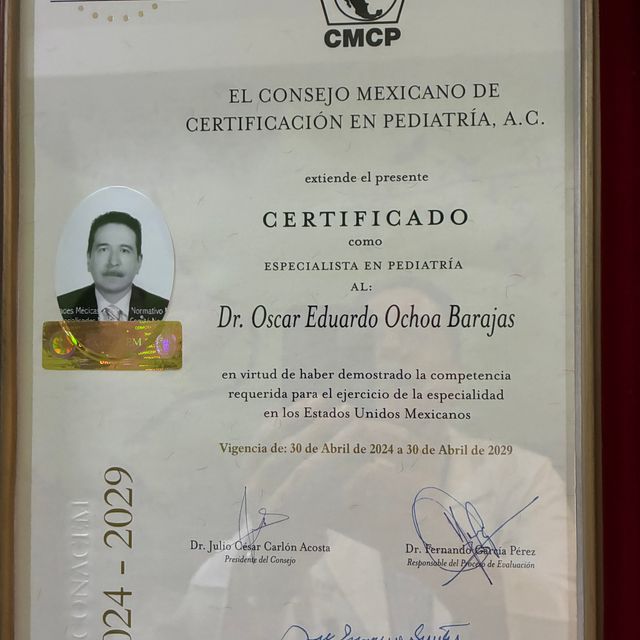 CMCP
EL CONSEJO MEXICANO DE
CERTIFICACIÓN EN PEDIATRÍA, A.C.
extiende el presente
CERTIFICADO
como
ESPECIALISTA EN PEDIATRÍA
AL:
Dr. Oscar Eduardo Ochoa Barajas
en virtud de haber demostrado la competencia
requerida para el ejercicio de la especialidad
en los Estados Unidos Mexicanos
Vigencia de: 30 de Abril de 2024 a 30 de Abril de 2029
Dr. Julio César Carlón Acosta
Presidente del Consejo
Dr. Fernando García Pérez
Responsable del Proceso de Evaluación
Normativo
CONACEM
024 - 2029